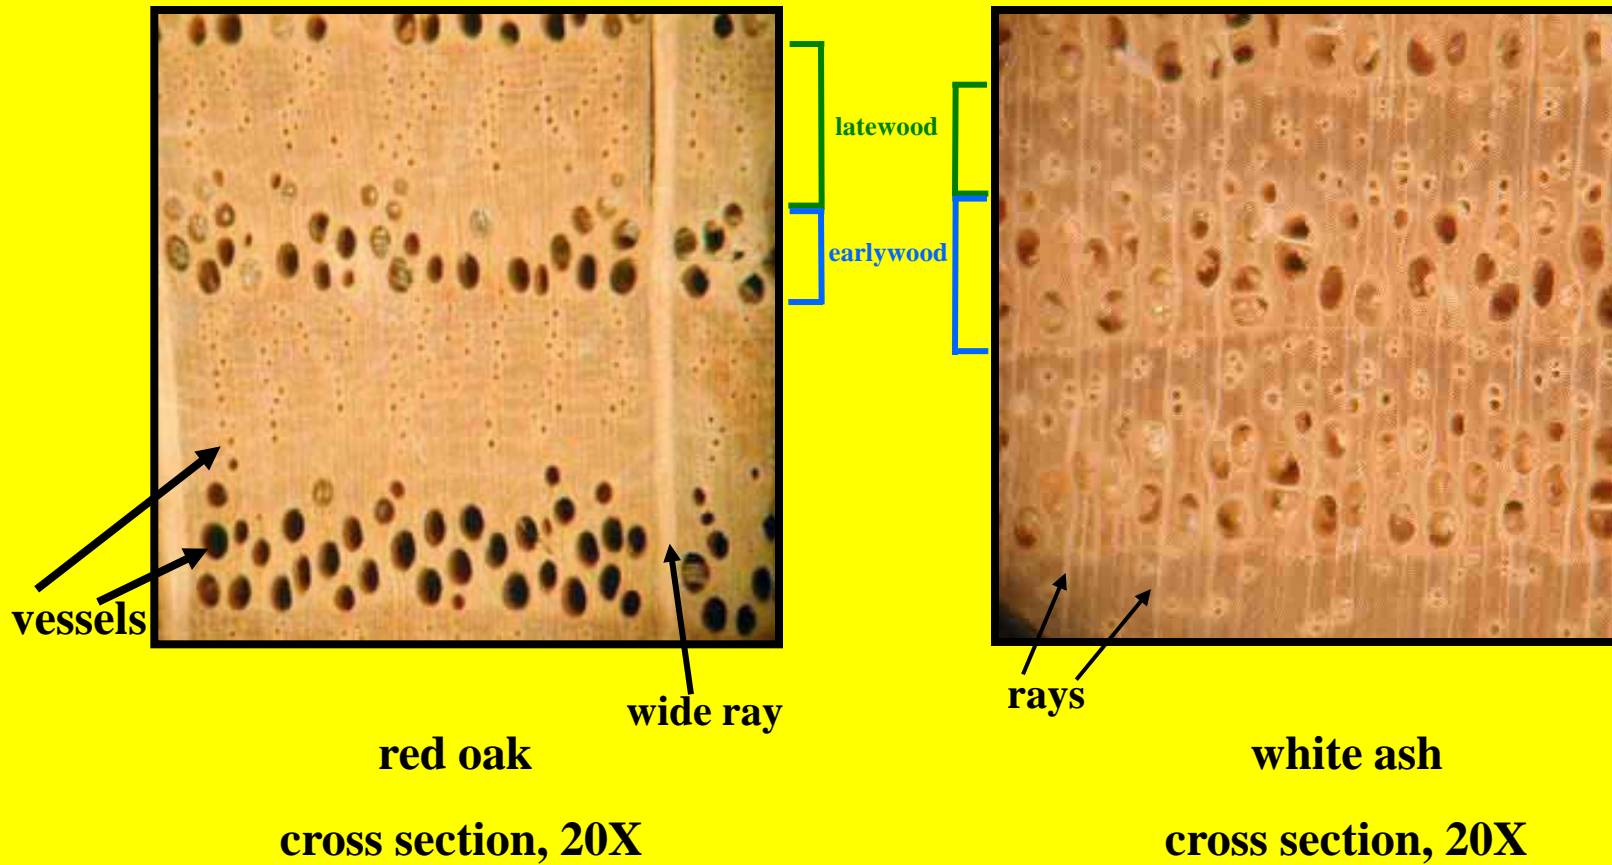 latewood
earlywood
vessels
wide ray
rays
red oak
cross section, 20X
white ash
cross section, 20X